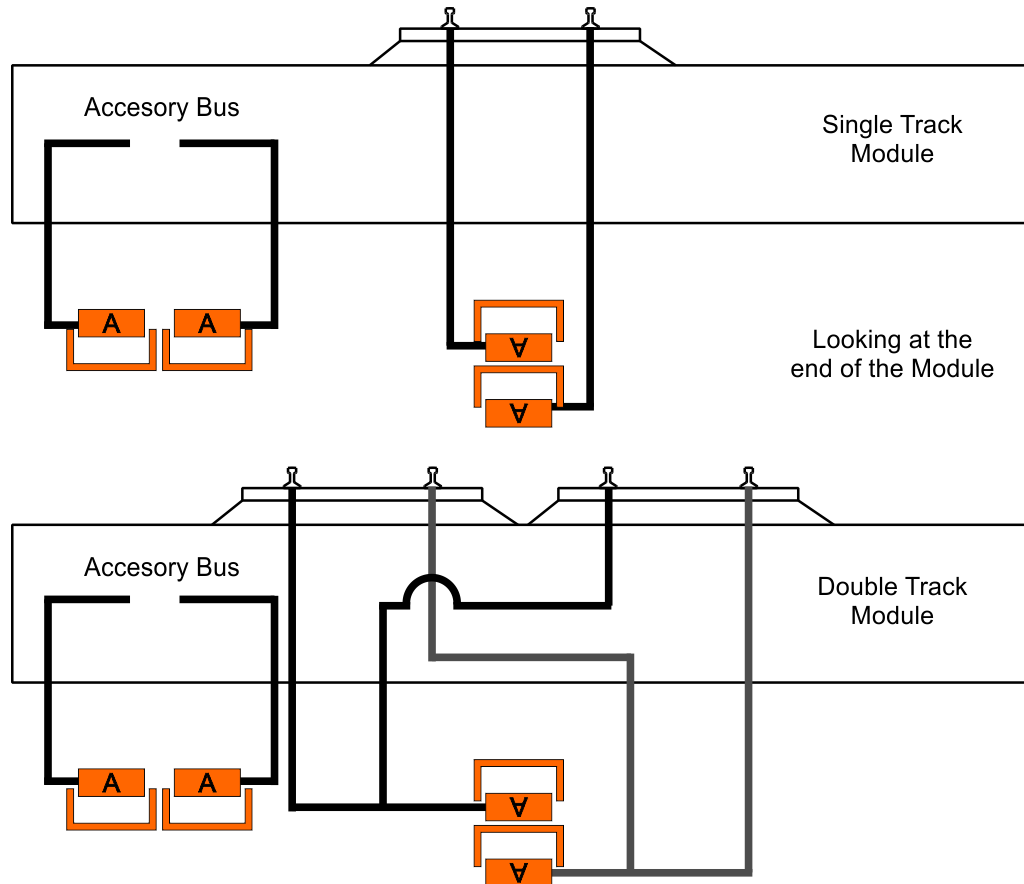 Accesory Bus
Single Track
Module
A A
Looking at the
end of the Module
A
A
Accesory Bus
Double Track
Module
A A
A
A